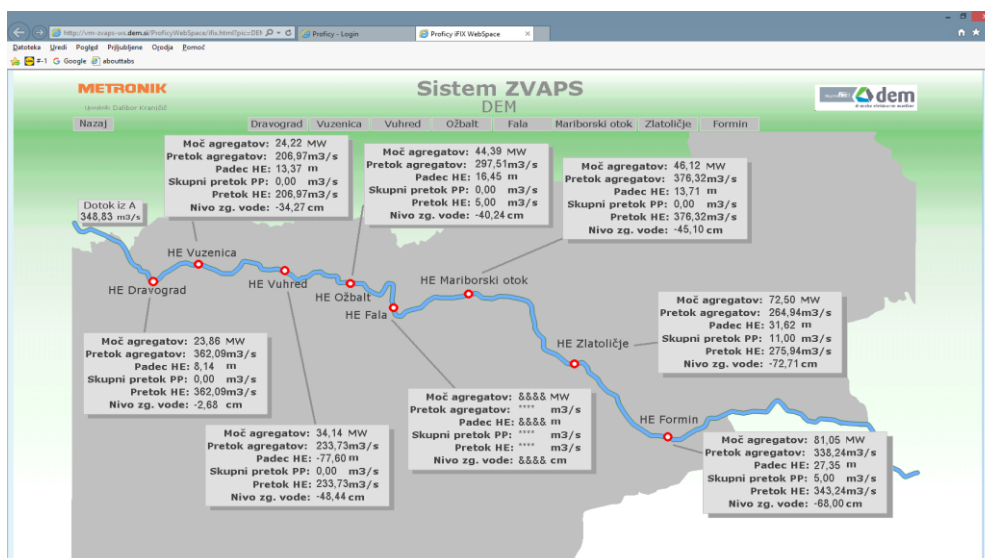 http://vm-zvaps-ws.dem.si/ProficyWebSpace/ifix.html?pic=DEM
Proficy - Login
Proficy iFIX WebSpace
Datoteka Uredi Pogled Priljubljene Orodja Pomoč
Google abouttabs
METRONIK
Sistem ZVAPS
DEM
dem
Nazaj
Dravograd Vuzenica Vuhred Ožbalt Fala Mariborski otok Zlatoličje Formin
Moč agregatov: 24,22 MW
Pretok agregatov: 206,97m3/s
Padec HE: 13,37 m
Skupni pretok PP: 0,00 m3/s
Pretok HE: 206,97m3/s
Nivo zg. vode: -34,27 cm
Moč agregatov: 44,39 MW
Pretok agregatov: 297,51m3/s
Padec HE: 16,45 m
Skupni pretok PP: 0,00 m3/s
Pretok HE: 5,00 m3/s
Nivo zg. vode: -40,24 cm
Moč agregatov: 46,12 MW
Pretok agregatov: 376,32m3/s
Padec HE: 13,71 m
Skupni pretok PP: 0,00 m3/s
Pretok HE: 376,32m3/s
Nivo zg. vode: -45,10 cm
Dotok iz A
348,83 m3/s
HE Vuzenica
HE Dravograd
HE Vuhred
HE Ožbalt
HE Fala
HE Mariborski otok
HE Zlatoličje
HE Formin
Moč agregatov: 72,50 MW
Pretok agregatov: 264,94m3/s
Padec HE: 31,62 m
Skupni pretok PP: 11,00 m3/s
Pretok HE: 275,94m3/s
Nivo zg. vode: -72,71 cm
Moč agregatov: 23,86 MW
Pretok agregatov: 362,09m3/s
Padec HE: 8,14 m
Skupni pretok PP: 0,00 m3/s
Pretok HE: 362,09m3/s
Nivo zg. vode: -2,68 cm
Moč agregatov: &&&& MW
Pretok agregatov: **** m3/s
Padec HE: &&&& m
Skupni pretok PP: **** m3/s
Pretok HE: **** m3/s
Nivo zg. vode: &&&& cm
Moč agregatov: 34,14 MW
Pretok agregatov: 233,73m3/s
Padec HE: -77,60 m
Skupni pretok PP: 0,00 m3/s
Pretok HE: 233,73m3/s
Nivo zg. vode: -48,44 cm
Moč agregatov: 81,05 MW
Pretok agregatov: 338,24m3/s
Padec HE: 27,35 m
Skupni pretok PP: 5,00 m3/s
Pretok HE: 343,24m3/s
Nivo zg. vode: -68,00 cm